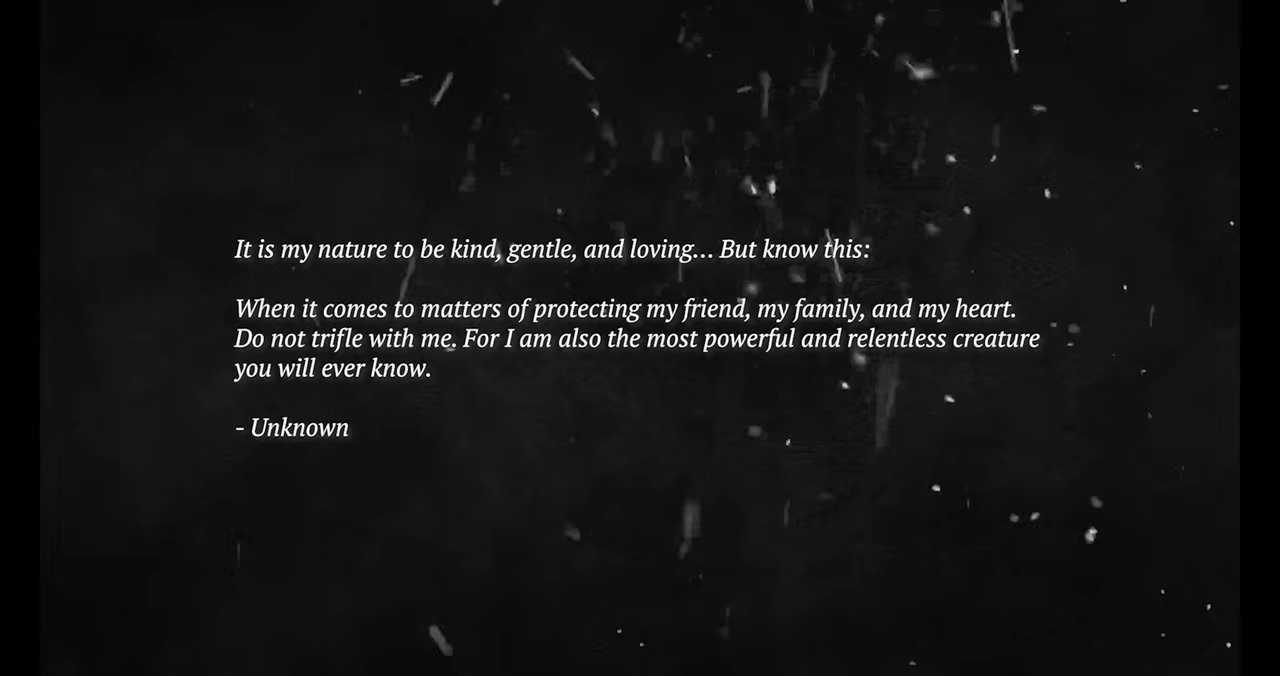 It is my nature to be kind, gentle, and loving... But know this:
When it comes to matters of protecting my friend, my family, and my heart.
Do not trifle with me. For I am also the most powerful and relentless creature
you will ever know.
- Unknown